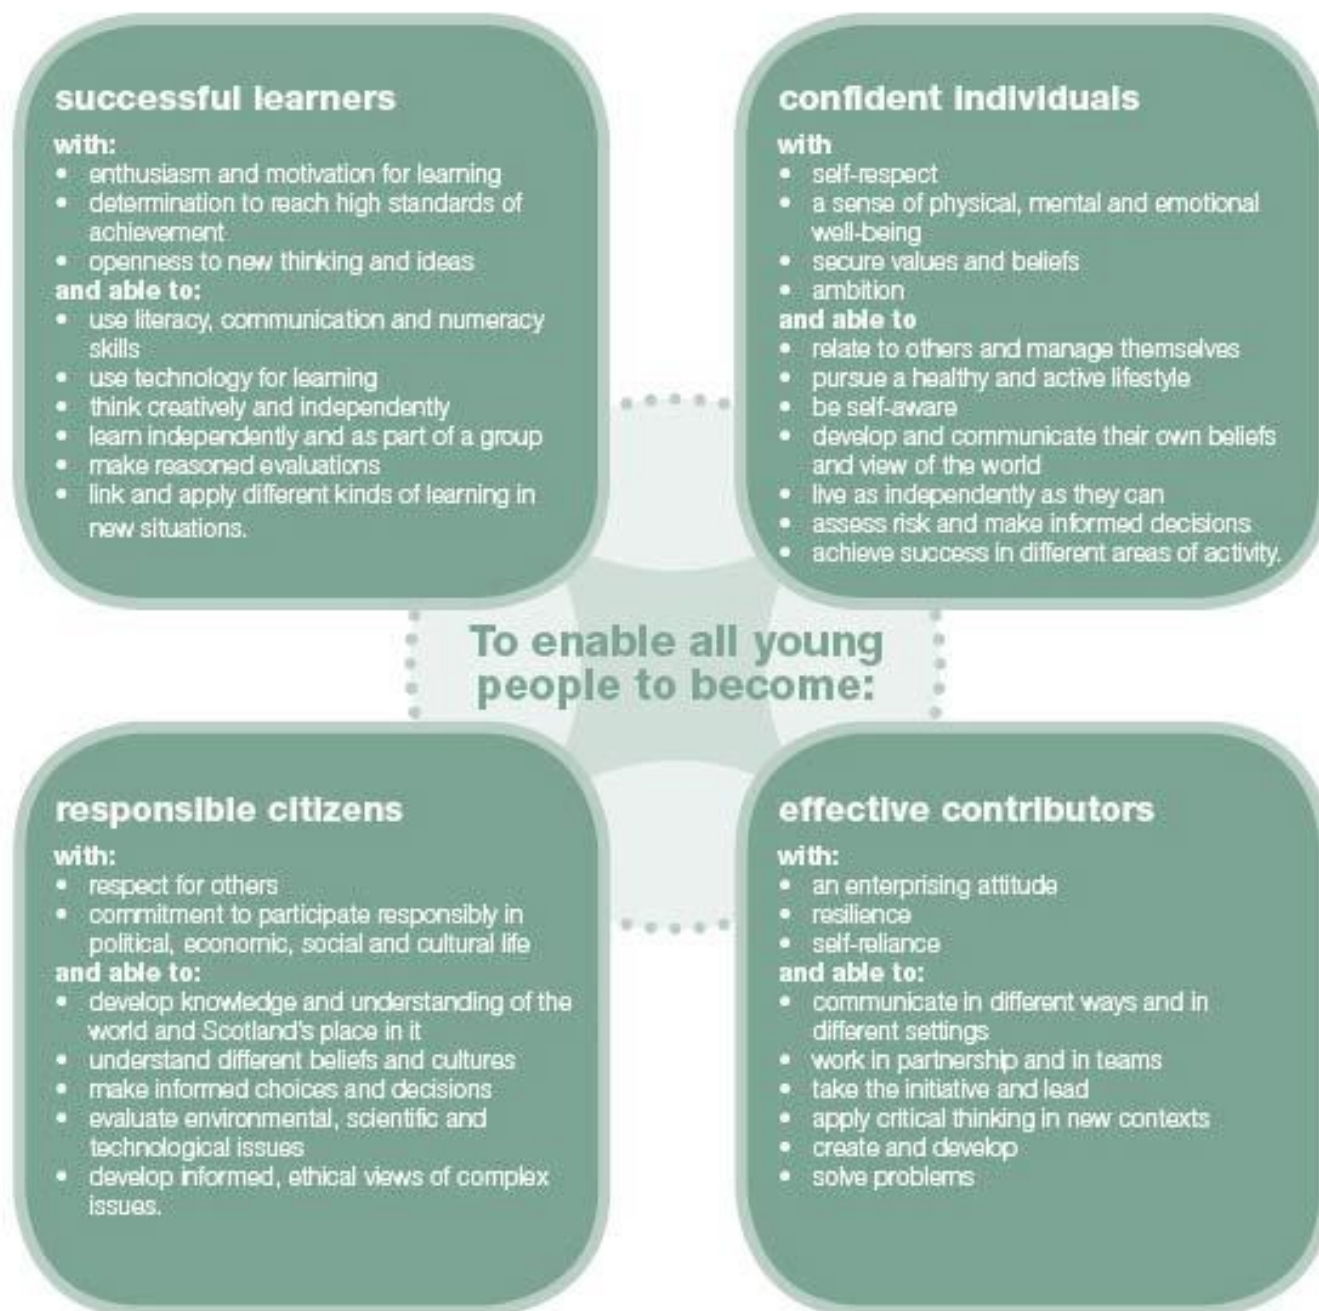 successful learners
with:
• enthusiasm and motivation for learning
• determination to reach high standards of
achievement
• openness to new thinking and ideas
and able to:
• use literacy, communication and numeracy
skills
• use technology for learning
• think creatively and independently
• learn independently and as part of a group
• make reasoned evaluations
• link and apply different kinds of learning in
new situations.
confident individuals
with
• self-respect
• a sense of physical, mental and emotional
well-being
• secure values and beliefs
• ambition
and able to
• relate to others and manage themselves
• pursue a healthy and active lifestyle
• be self-aware
• develop and communicate their own beliefs
and view of the world
• live as independently as they can
• assess risk and make informed decisions
• achieve success in different areas of activity.
To enable all young
people to become:
responsible citizens
with:
• respect for others
• commitment to participate responsibly in
political, economic, social and cultural life
and able to:
• develop knowledge and understanding of the
world and Scotland's place in it
• understand different beliefs and cultures
• make informed choices and decisions
• evaluate environmental, scientific and
technological issues
• develop informed, ethical views of complex
issues.
effective contributors
with:
• an enterprising attitude
• resilience
• self-reliance
and able to:
• communicate in different ways and in
different settings
• work in partnership and in teams
• take the initiative and lead
• apply critical thinking in new contexts
• create and develop
• solve problems